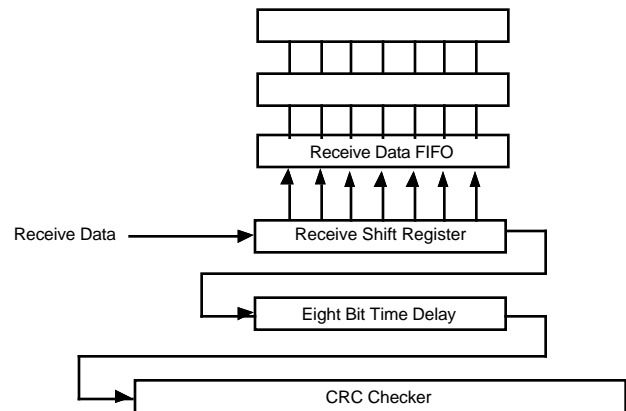 Receive Data FIFO
Receive Data
Receive Shift Register
Eight Bit Time Delay
CRC Checker